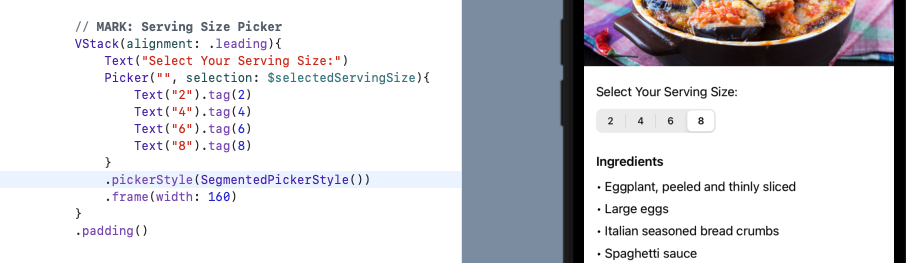 // MARK: Serving Size Picker
VStack(alignment: .leading){
Text("Select Your Serving Size:")
Picker("", selection: $selectedServingSize){
Text("2").tag(2)
Text("4").tag(4)
Text("6").tag(6)
Text("8").tag(8)
}
.pickerStyle(SegmentedPickerStyle())
.frame(width: 160)
}
.padding()
Select Your Serving Size:
2 4 6 8
Ingredients
• Eggplant, peeled and thinly sliced
• Large eggs
• Italian seasoned bread crumbs
• Spaghetti sauce